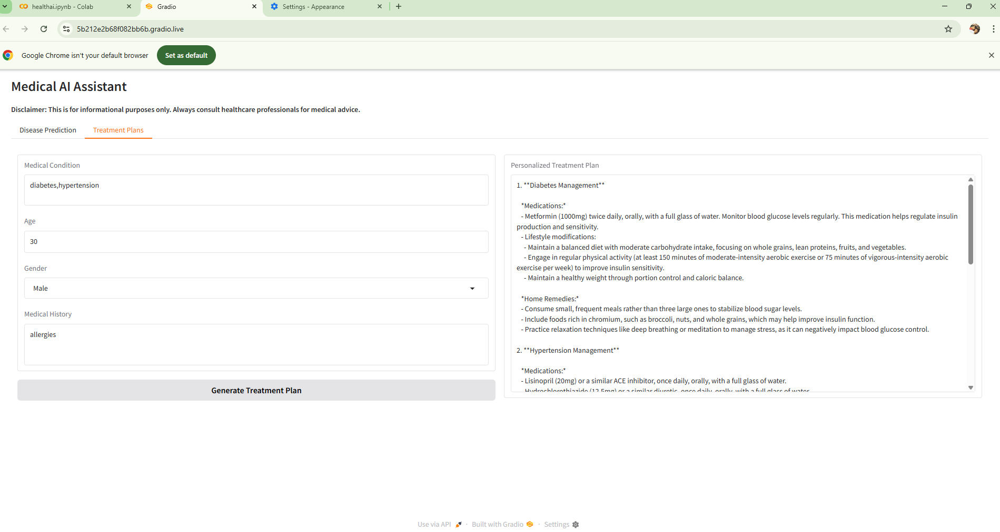 healthai.ipynb - Colab
Gradio
Settings - Appearance
5b212e2b68f082bb6b.gradio.live
Google Chrome isn't your default browser
Set as default
Medical AI Assistant
Disclaimer: This is for informational purposes only. Always consult healthcare professionals for medical advice.
Disease Prediction
Treatment Plans
Medical Condition
diabetes,hypertension
Age
30
Gender
Male
Medical History
allergies
Generate Treatment Plan
Personalized Treatment Plan
1. **Diabetes Management**
*Medications:*
- Metformin (1000mg) twice daily, orally, with a full glass of water. Monitor blood glucose levels regularly. This medication helps regulate insulin
production and sensitivity.
- Lifestyle modifications:
- Maintain a balanced diet with moderate carbohydrate intake, focusing on whole grains, lean proteins, fruits, and vegetables.
- Engage in regular physical activity (at least 150 minutes of moderate-intensity aerobic exercise or 75 minutes of vigorous-intensity aerobic
exercise per week) to improve insulin sensitivity.
- Maintain a healthy weight through portion control and caloric balance.
*Home Remedies:*
- Consume small, frequent meals rather than three large ones to stabilize blood sugar levels.
- Include foods rich in chromium, such as broccoli, nuts, and whole grains, which may help improve insulin function.
- Practice relaxation techniques like deep breathing or meditation to manage stress, as it can negatively impact blood glucose control.
2. **Hypertension Management**
*Medications:*
- Lisinopril (20mg) or a similar ACE inhibitor, once daily, orally, with a full glass of water.
- Hydrochlorothiazide (12.5mg) or a similar diuretic, once daily, orally, with a full glass of water.
Use via API · Built with Gradio · Settings